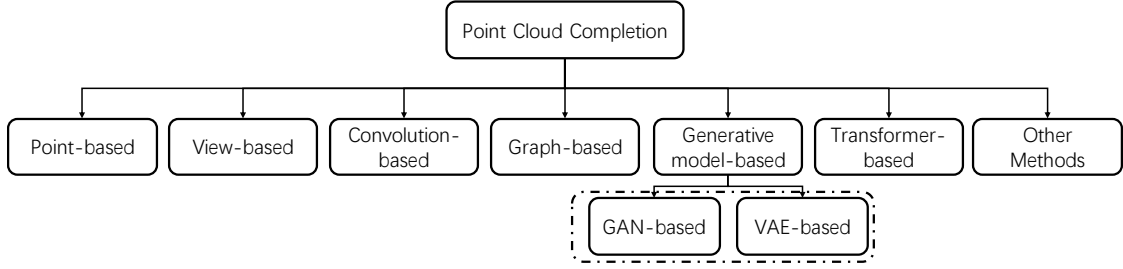 Point Cloud Completion
Point-based
View-based
Convolution-
based
Graph-based
Generative
model-based
Transformer-
based
Other
Methods
GAN-based
VAE-based